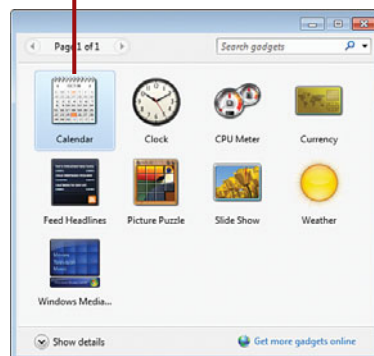 Page 1 of 1
Search gadgets
Calendar
Clock
CPU Meter
Currency
Feed Headlines
Picture Puzzle
Slide Show
Weather
Windows Media...
Show details
Get more gadgets online